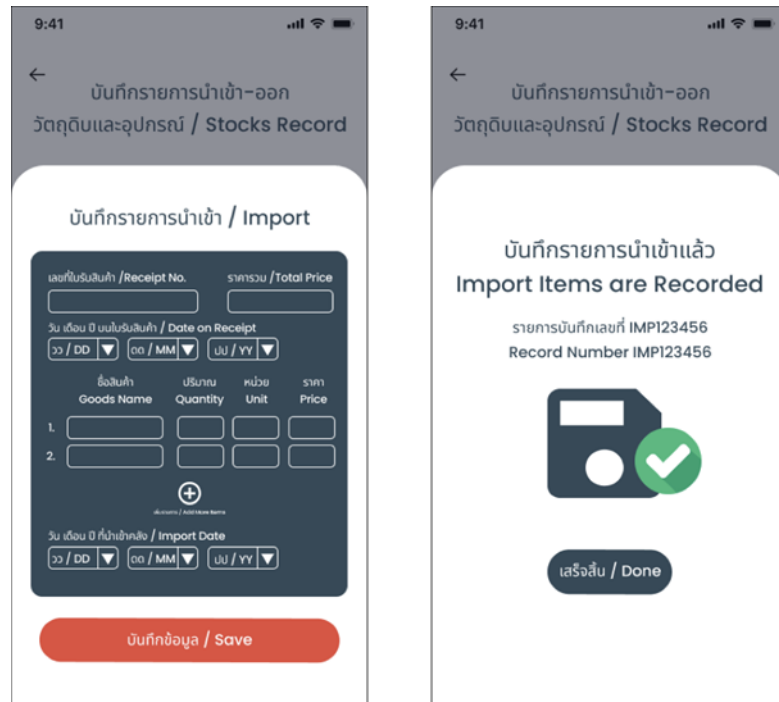 9:41
บันทึกรายการนำเข้า-ออก
วัตถุดิบและอุปกรณ์ / Stocks Record
บันทึกรายการนำเข้า / Import
เลขที่ใบรับสินค้า /Receipt No.
ราคารวม /Total Price
วัน เดือน ปี บนใบรับสินค้า / Date on Receipt
วว / DD
ดด / MM
ปป / YY
ชื่อสินค้า ปริมาณ หน่วย ราคา
Goods Name Quantity Unit Price
1.
2.
เพิ่มรายการ / Add More Items
วัน เดือน ปี ที่นำเข้าคลัง / Import Date
วว / DD
ดด / MM
ปป / YY
บันทึกข้อมูล / Save
9:41
บันทึกรายการนำเข้า-ออก
วัตถุดิบและอุปกรณ์ / Stocks Record
บันทึกรายการนำเข้าแล้ว
Import Items are Recorded
รายการบันทึกเลขที่ IMP123456
Record Number IMP123456
เสร็จสิ้น / Done